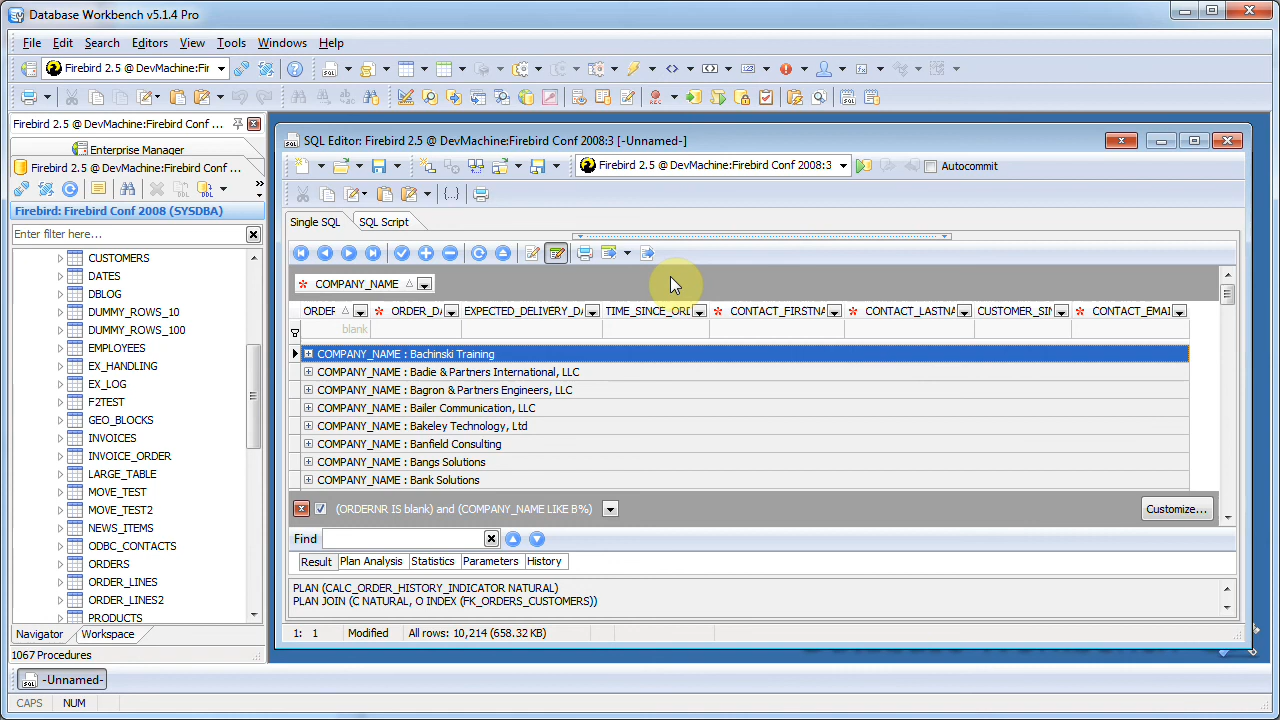 Database Workbench v5.1.4 Pro
File Edit Search Editors View Tools Windows Help
Firebird 2.5 @ DevMachine:Fir
Firebird 2.5 @ DevMachine:Firebird Conf ...
Enterprise Manager
Firebird 2.5 @ DevMachine:Firebird Conf ...
Firebird: Firebird Conf 2008 (SYSDBA)
Enter filter here...
CUSTOMERS
DATES
DBLOG
DUMMY_ROWS_10
DUMMY_ROWS_100
EMPLOYEES
EX_HANDLING
EX_LOG
F2TEST
GEO_BLOCKS
INVOICES
INVOICE_ORDER
LARGE_TABLE
MOVE_TEST
MOVE_TEST2
NEWS_ITEMS
ODBC_CONTACTS
ORDERS
ORDER_LINES
ORDER_LINES2
PRODUCTS
Navigator Workspace
1067 Procedures
SQL Editor: Firebird 2.5 @ DevMachine:Firebird Conf 2008:3 [-Unnamed-]
Firebird 2.5 @ DevMachine:Firebird Conf 2008:3 Autocommit
Single SQL SQL Script
COMPANY_NAME
ORDER ORDER_DA EXPECTED_DELIVERY_DA TIME_SINCE_ORD CONTACT_FIRSTNA CONTACT_LASTNA CUSTOMER_SIN CONTACT_EMAI
blank
COMPANY_NAME : Bachinski Training
COMPANY_NAME : Badie & Partners International, LLC
COMPANY_NAME : Bagron & Partners Engineers, LLC
COMPANY_NAME : Bailer Communication, LLC
COMPANY_NAME : Bakeley Technology, Ltd
COMPANY_NAME : Banfield Consulting
COMPANY_NAME : Bangs Solutions
COMPANY_NAME : Bank Solutions
(ORDERNR IS blank) and (COMPANY_NAME LIKE B%) Customize...
Find
Result Plan Analysis Statistics Parameters History
PLAN (CALC_ORDER_HISTORY_INDICATOR NATURAL)
PLAN JOIN (C NATURAL, O INDEX (FK_ORDERS_CUSTOMERS))
1: 1 Modified All rows: 10,214 (658.32 KB)
-Unnamed-
CAPS NUM